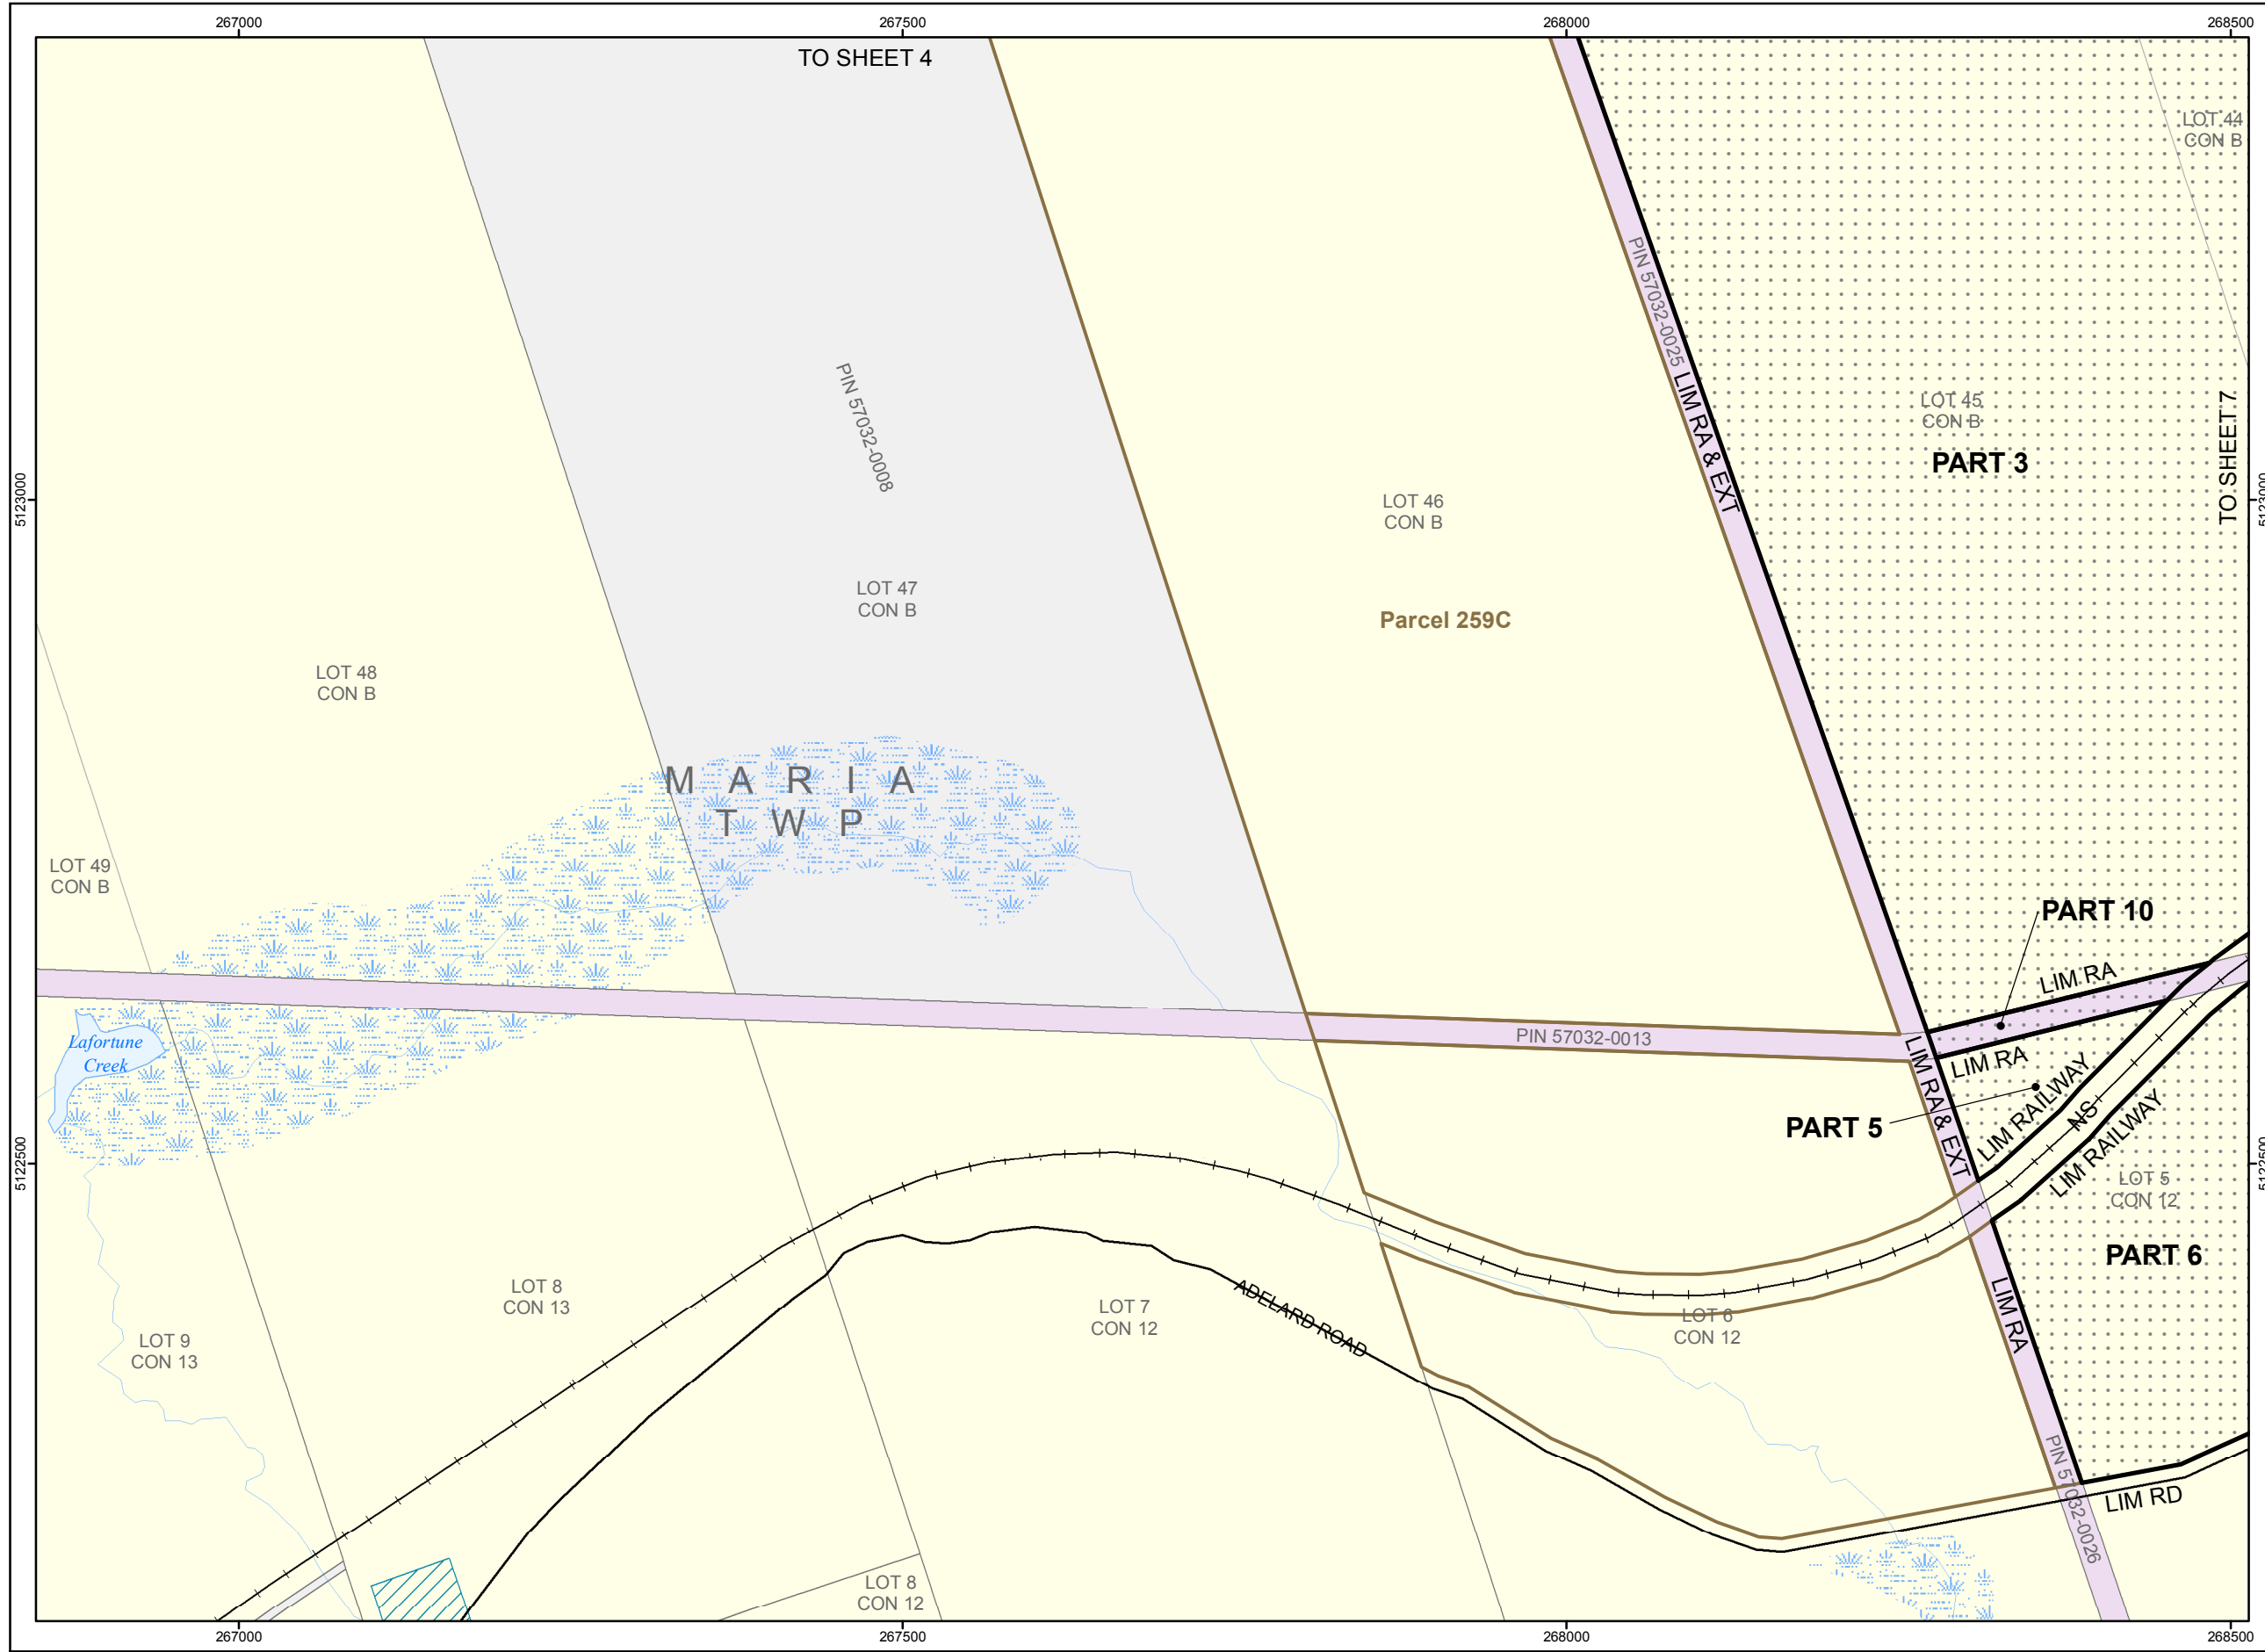 267000
267500
268000
268500
TO SHEET 4
LOT 44
CON B
PIN 57032-0025
LIM RA & EXT
PIN 57032-0008
LOT 45
CON B
PART 3
TO SHEET 7
5123000
5123000
LOT 46
CON B
LOT 47
CON B
Parcel 259C
LOT 48
CON B
MARIA
TWP
LOT 49
CON B
PART 10
LIM RA
PIN 57032-0013
Lafortune
Creek
LIM RA
LIM RA & EXT
PART 5
LIM RAILWAY
NS
LIM RAILWAY
5122500
5122500
LOT 5
CON 12
PART 6
LOT 8
CON 13
LOT 7
CON 12
ADELARD ROAD
LOT 6
CON 12
LIM RA
LOT 9
CON 13
PIN 57032-0026
LIM RD
LOT 8
CON 12
267000
267500
268000
268500